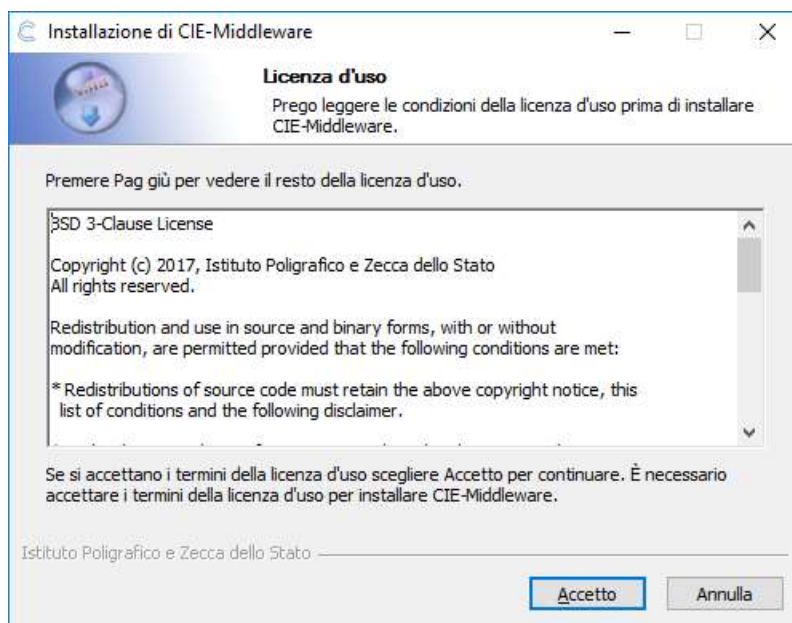 Installazione di CIE-Middleware
Licenza d'uso
Prego leggere le condizioni della licenza d'uso prima di installare
CIE-Middleware.
Premere Pag giù per vedere il resto della licenza d'uso.
BSD 3-Clause License
Copyright (c) 2017, Istituto Poligrafico e Zecca dello Stato
All rights reserved.
Redistribution and use in source and binary forms, with or without
modification, are permitted provided that the following conditions are met:
* Redistributions of source code must retain the above copyright notice, this
list of conditions and the following disclaimer.
Se si accettano i termini della licenza d'uso scegliere Accetto per continuare. È necessario
accettare i termini della licenza d'uso per installare CIE-Middleware.
Istituto Poligrafico e Zecca dello Stato
Accetto
Annulla